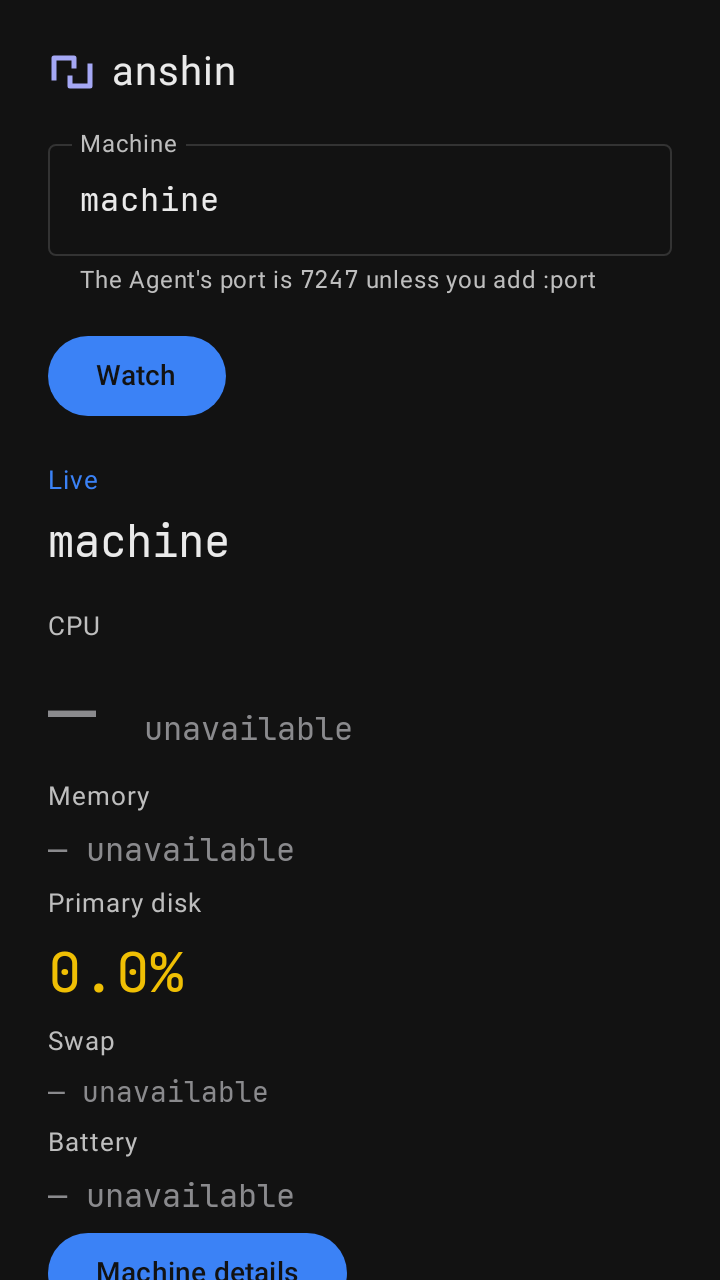 anshin
Machine
machine
The Agent's port is 7247 unless you add :port
Watch
Live
machine
CPU
— unavailable
Memory
— unavailable
Primary disk
0.0%
Swap
— unavailable
Battery
— unavailable
Machine details